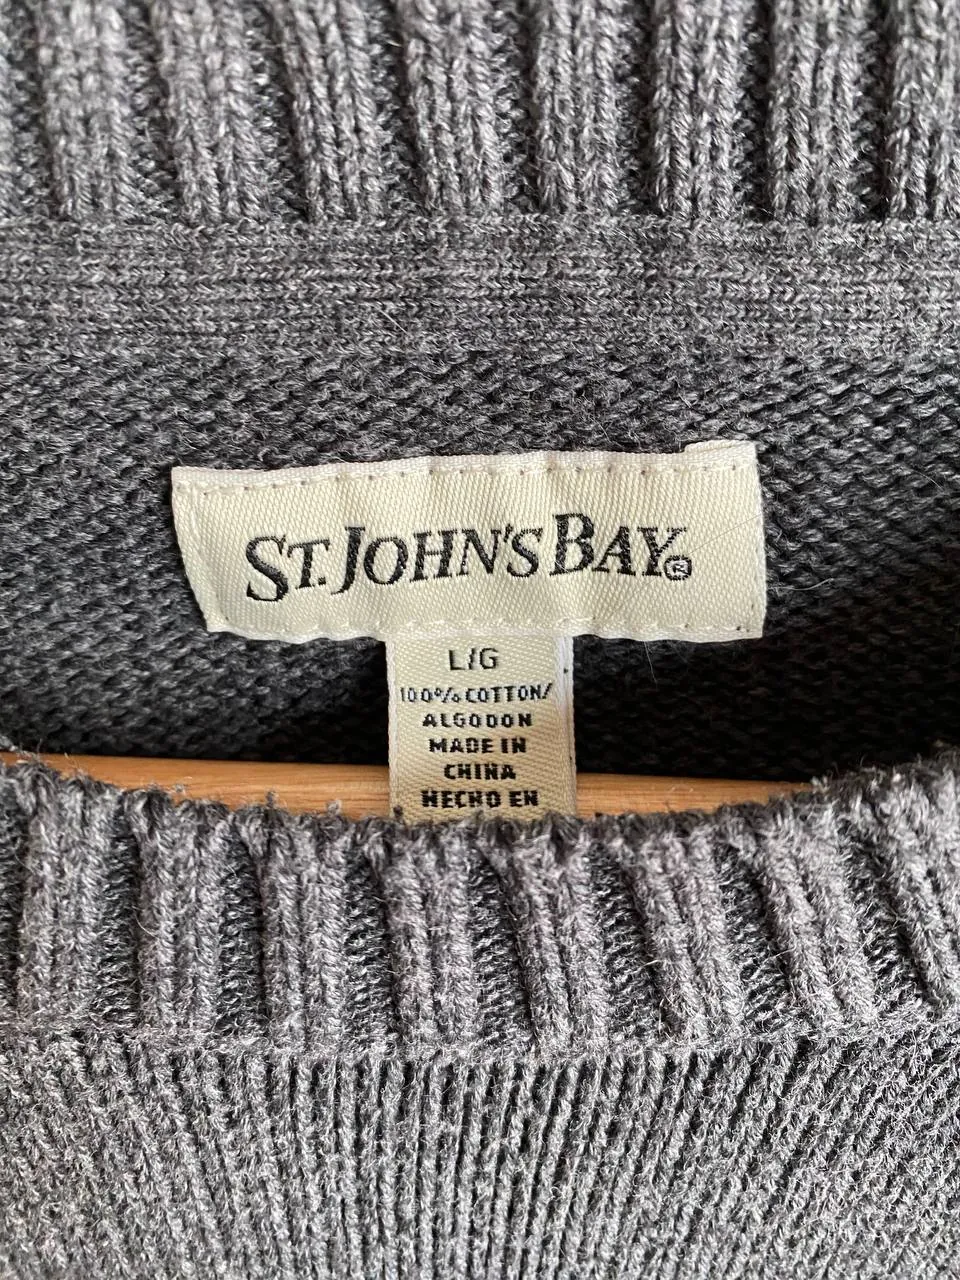 ST. JOHN'S BAY®
L/G
100% COTTON/
ALGODON
MADE IN
CHINA
HECHO EN